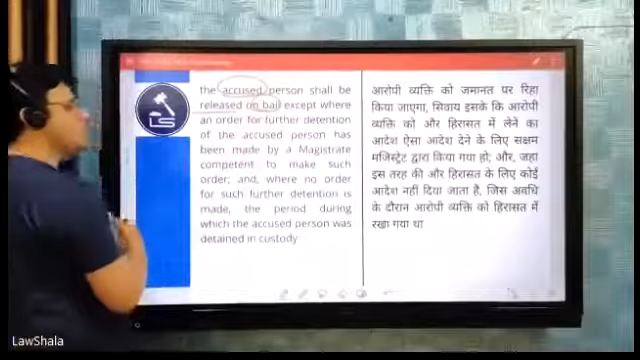 the accused person shall be
released on bail except where
an order for further detention
of the accused person has
been made by a Magistrate
competent to make such
order; and, where no order
for such further detention is
made, the period during
which the accused person was
detained in custody
आरोपी व्यक्ति को जमानत पर रिहा
किया जाएगा, सिवाय इसके कि आरोपी
व्यक्ति को और हिरासत में लेने का
आदेश ऐसा आदेश देने के लिए सक्षम
मजिस्ट्रेट द्वारा किया गया हो; और, जहा
इस तरह की और हिरासत के लिए कोई
आदेश नहीं दिया जाता है, जिस अवधि
के दौरान आरोपी व्यक्ति को हिरासत में
रखा गया था
LS
LawShala